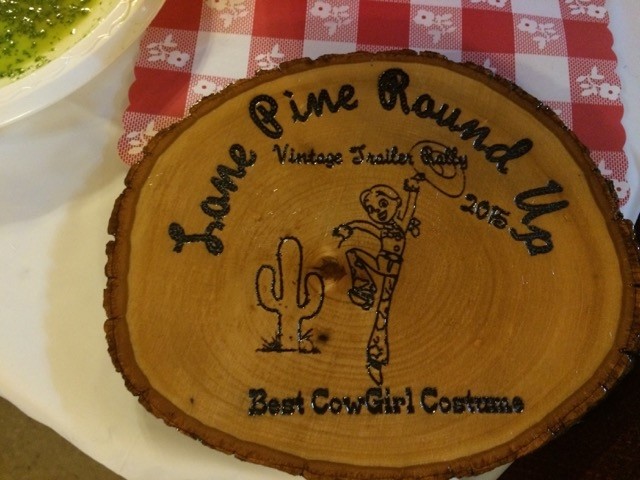 Lone Pine Round Up
Vintage Trailer Rally
2015
Best CowGirl Costume